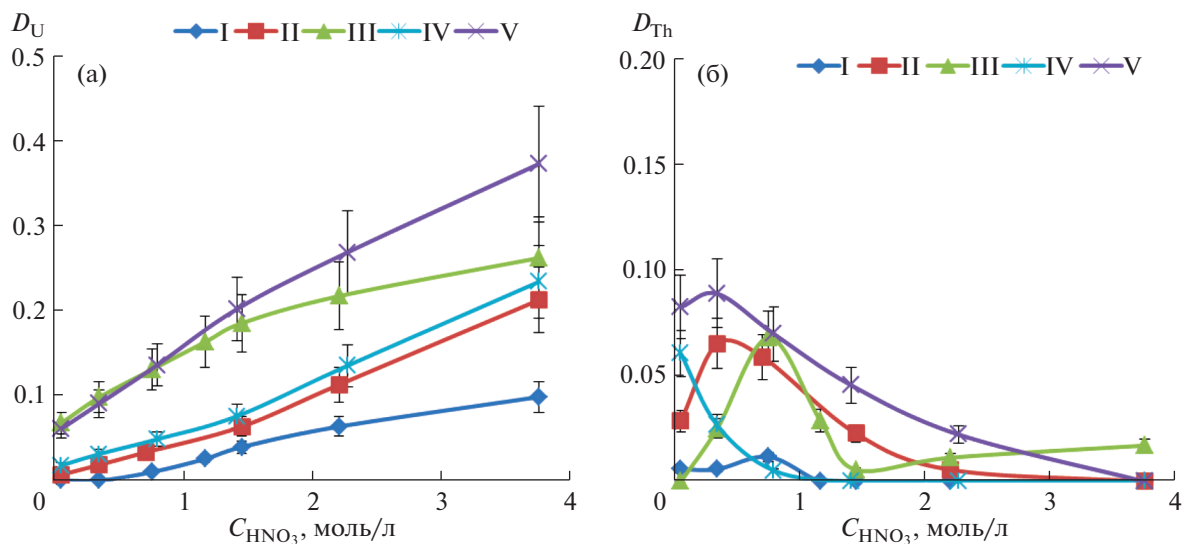 D_U
I II III IV V
0.5
(а)
0.4
0.3
0.2
0.1
0 1 2 3 4
C_HNO₃, моль/л
D_Th
0.20
(б)
I II III IV V
0.15
0.10
0.05
0 1 2 3 4
C_HNO₃, моль/л